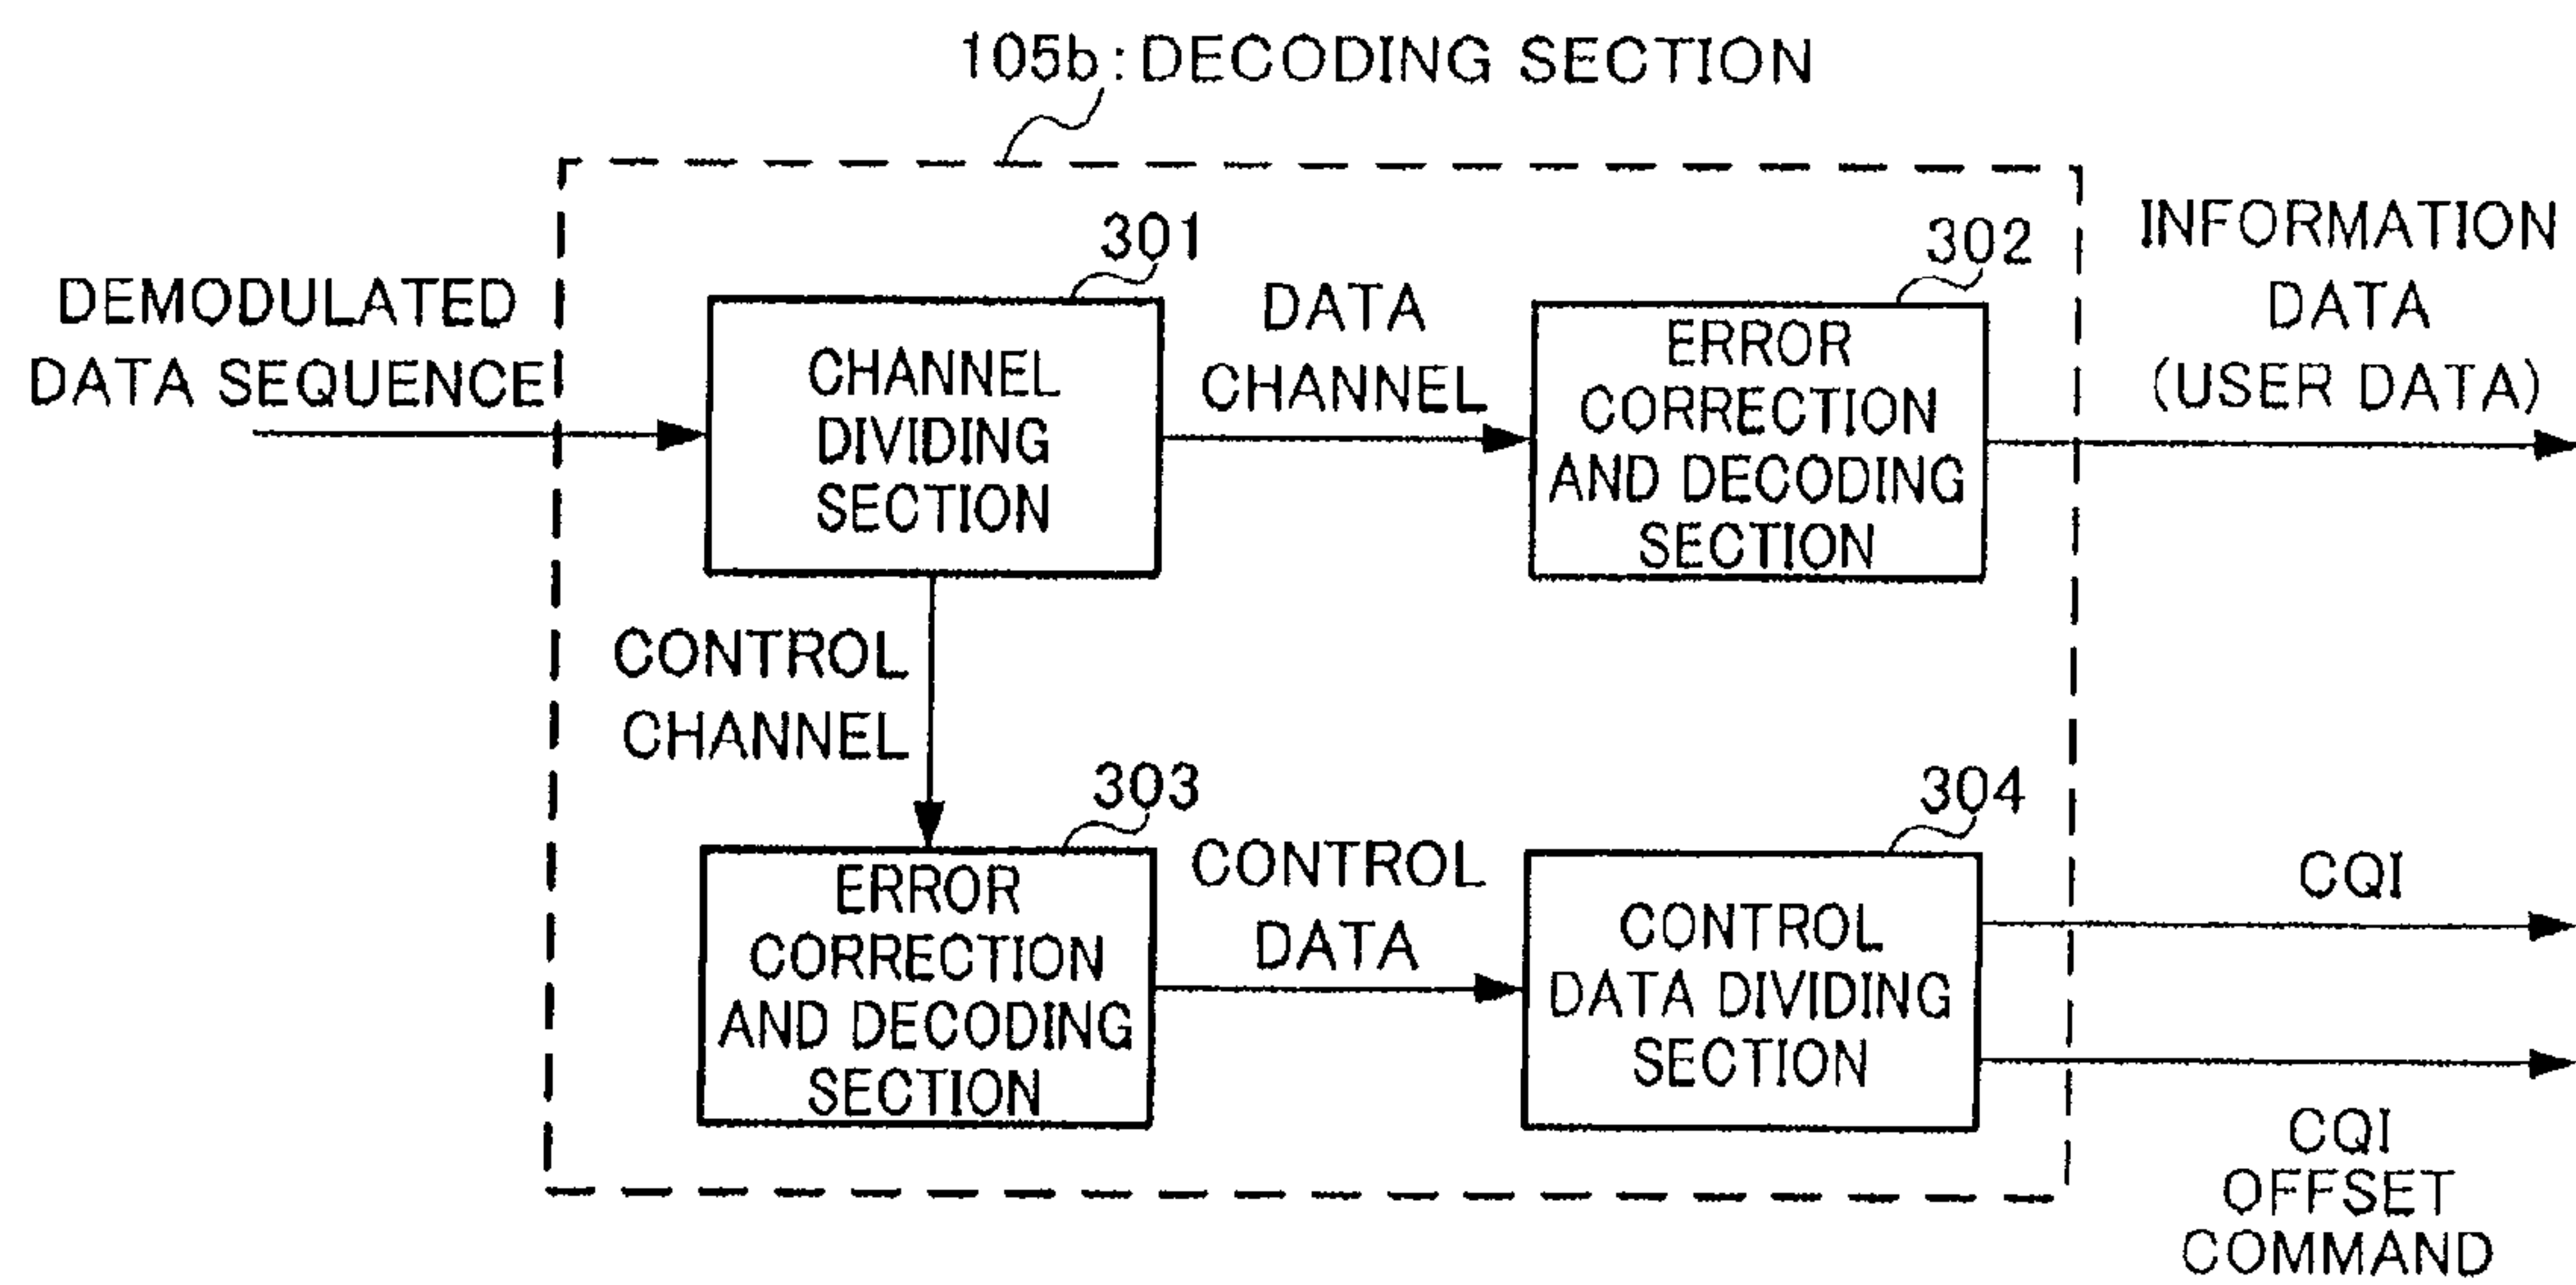 105b:DECODING SECTION
DEMODULATED
DATA SEQUENCE
301
CHANNEL
DIVIDING
SECTION
DATA
CHANNEL
302
ERROR
CORRECTION
AND DECODING
SECTION
INFORMATION
DATA
(USER DATA)
CONTROL
CHANNEL
303
ERROR
CORRECTION
AND DECODING
SECTION
CONTROL
DATA
304
CONTROL
DATA DIVIDING
SECTION
CQI
CQI
OFFSET
COMMAND